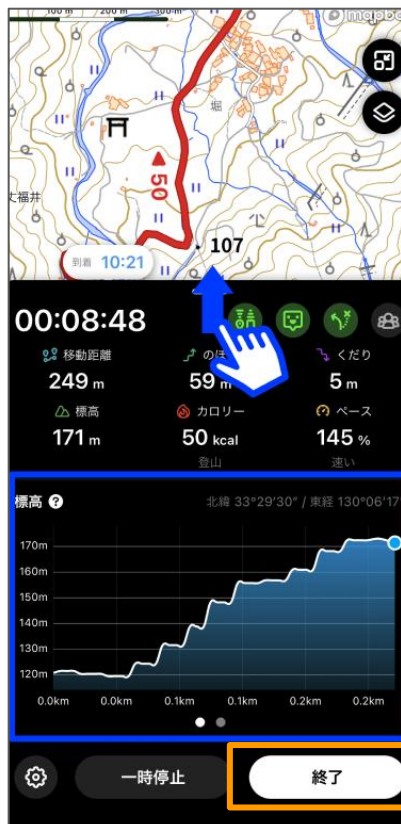 100 m 200 m 300 m
mapbo
堀
50
丈福井
107
到着 10:21
00:08:48
移動距離 のぼ くだり
249 m 59 m 5 m
標高 カロリー ペース
171 m 50 kcal 145 %
登山 速い
標高 ? 北緯 33°29'30" / 東経 130°06'17"
170m
160m
150m
140m
130m
120m
0.0km 0.0km 0.1km 0.1km 0.2km 0.2km
一時停止 終了